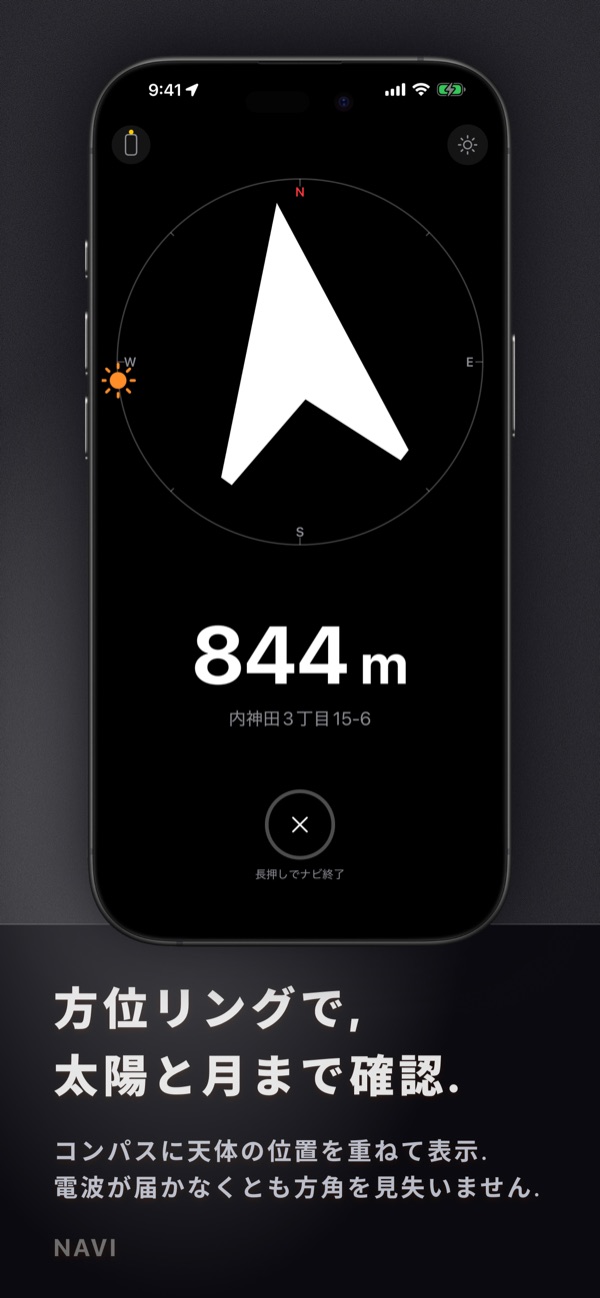 9:41
N
W
E
S
844 m
内神田3丁目15-6
長押しでナビ終了
方位リングで,
太陽と月まで確認.
コンパスに天体の位置を重ねて表示.
電波が届かなくとも方角を見失いません.
NAVI